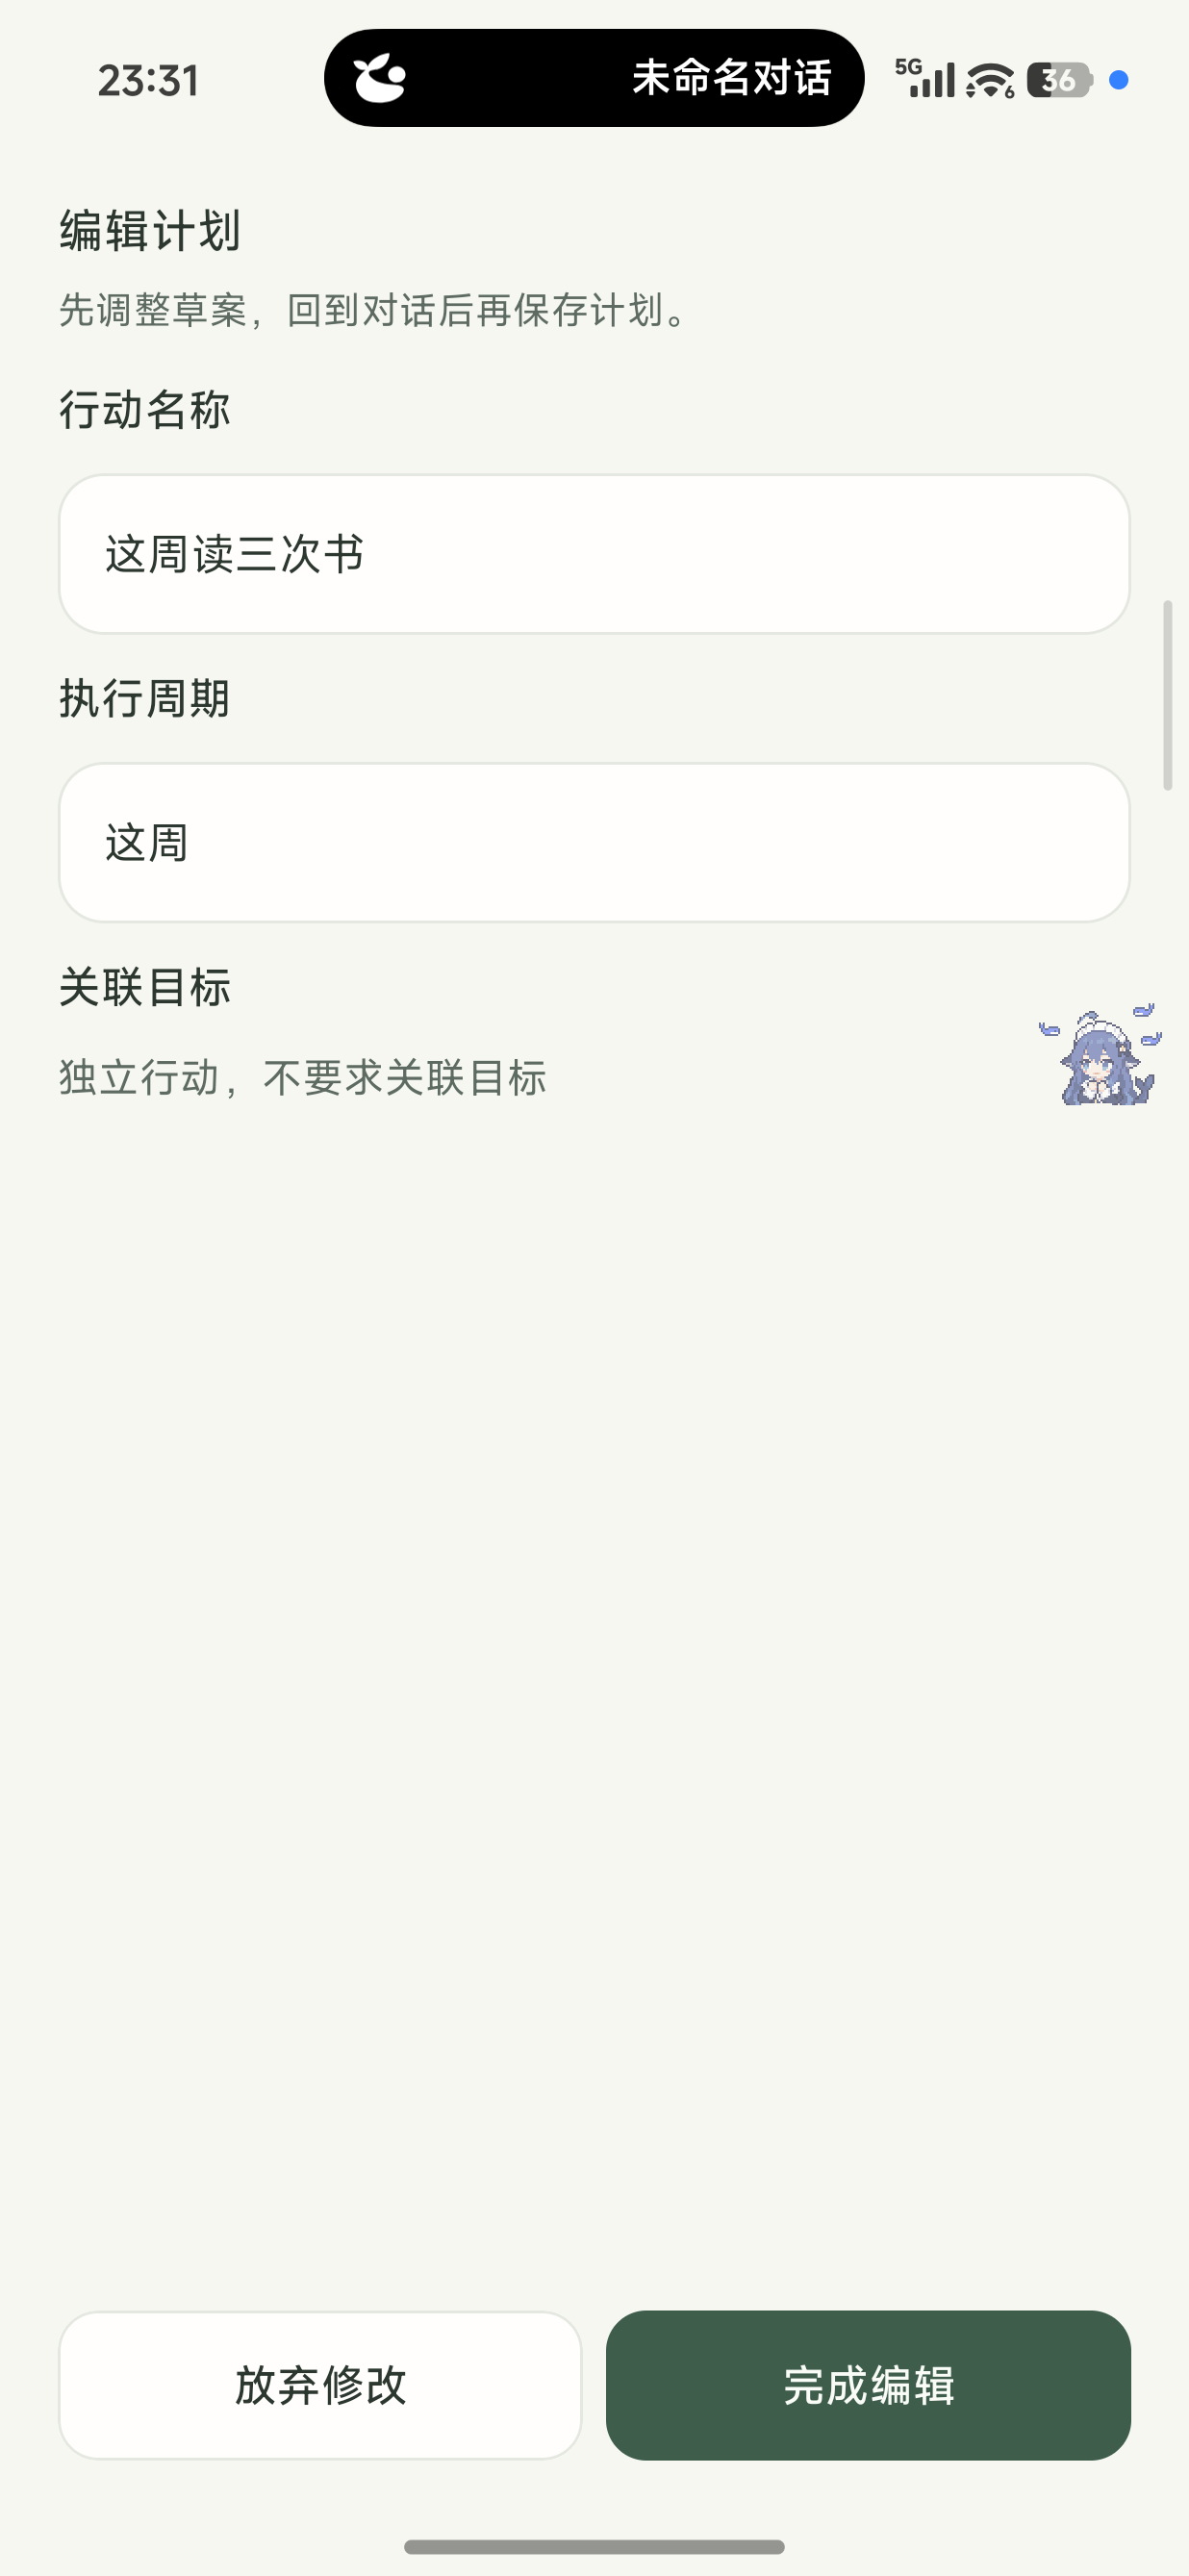 23:31
未命名对话
5G
6
36
编辑计划
先调整草案，回到对话后再保存计划。
行动名称
这周读三次书
执行周期
这周
关联目标
独立行动，不要求关联目标
放弃修改
完成编辑